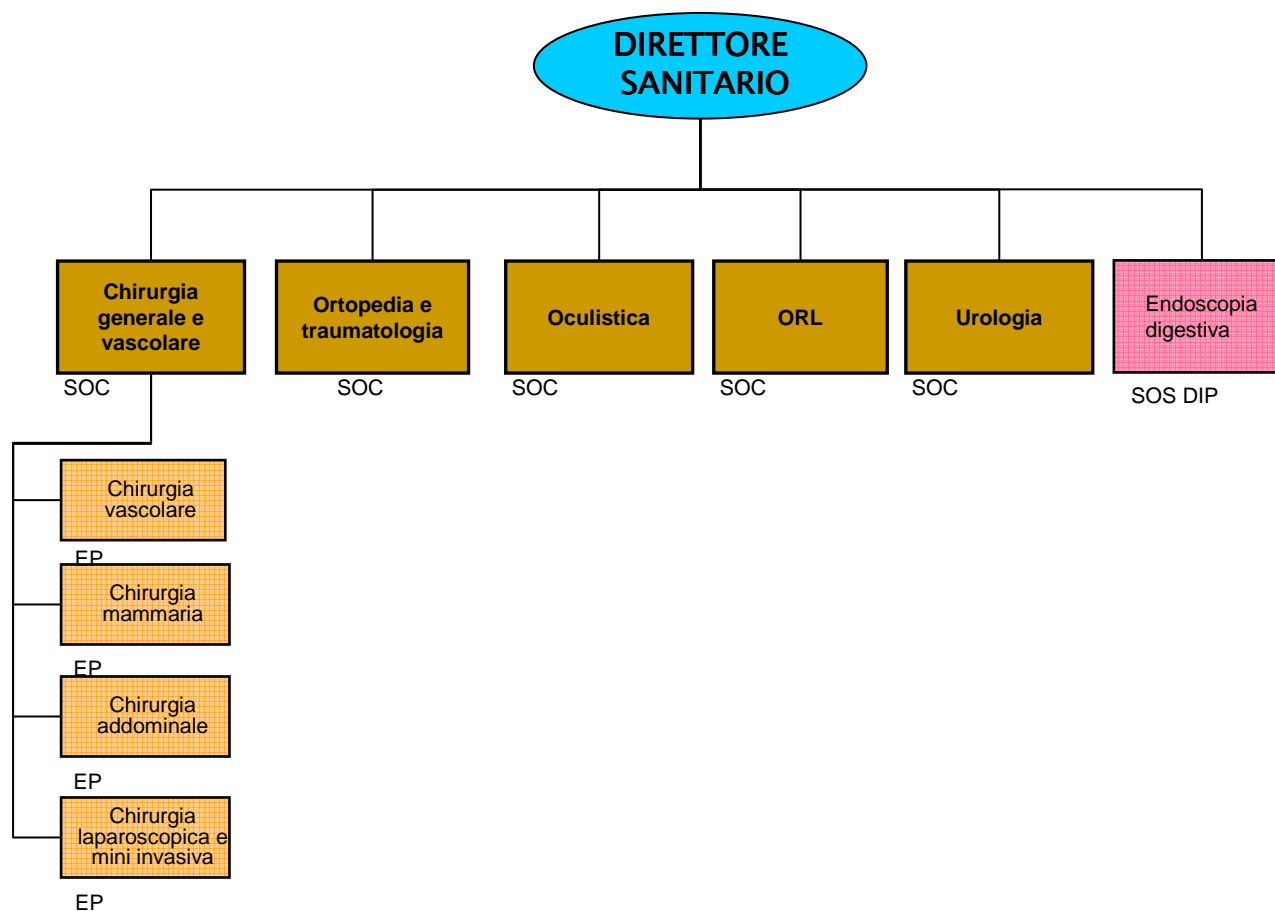 DIRETTORE
SANITARIO
Chirurgia
generale e
vascolare
SOC
Ortopedia e
traumatologia
SOC
Oculistica
SOC
ORL
SOC
Urologia
SOC
Endoscopia
digestiva
SOS DIP
Chirurgia
vascolare
EP
Chirurgia
mammaria
EP
Chirurgia
addominale
EP
Chirurgia
laparoscopica e
mini invasiva
EP